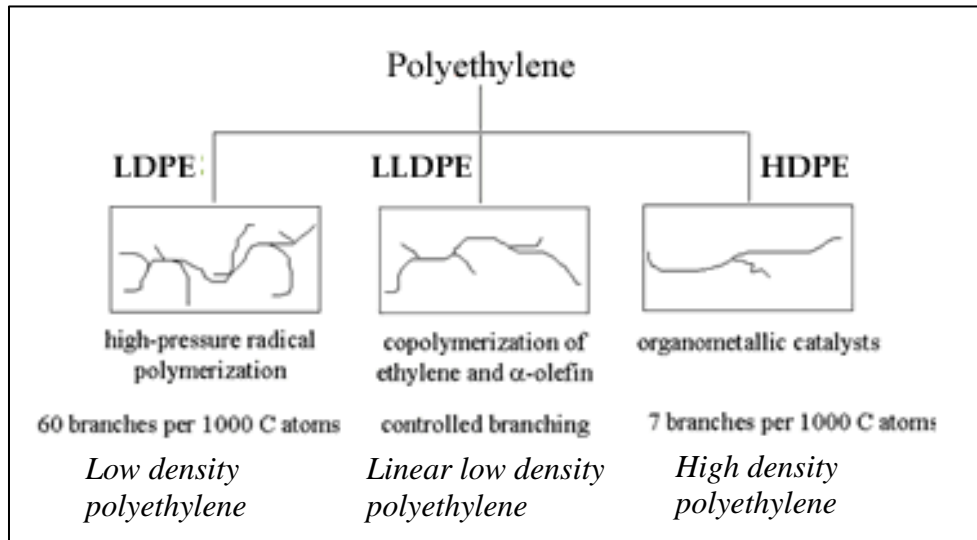 Polyethylene
LDPE:
LLDPE
HDPE
high-pressure radical
polymerization
copolymerization of
ethylene and α-olefin
organometallic catalysts
60 branches per 1000 C atoms
controlled branching
7 branches per 1000 C atoms
Low density
polyethylene
Linear low density
polyethylene
High density
polyethylene